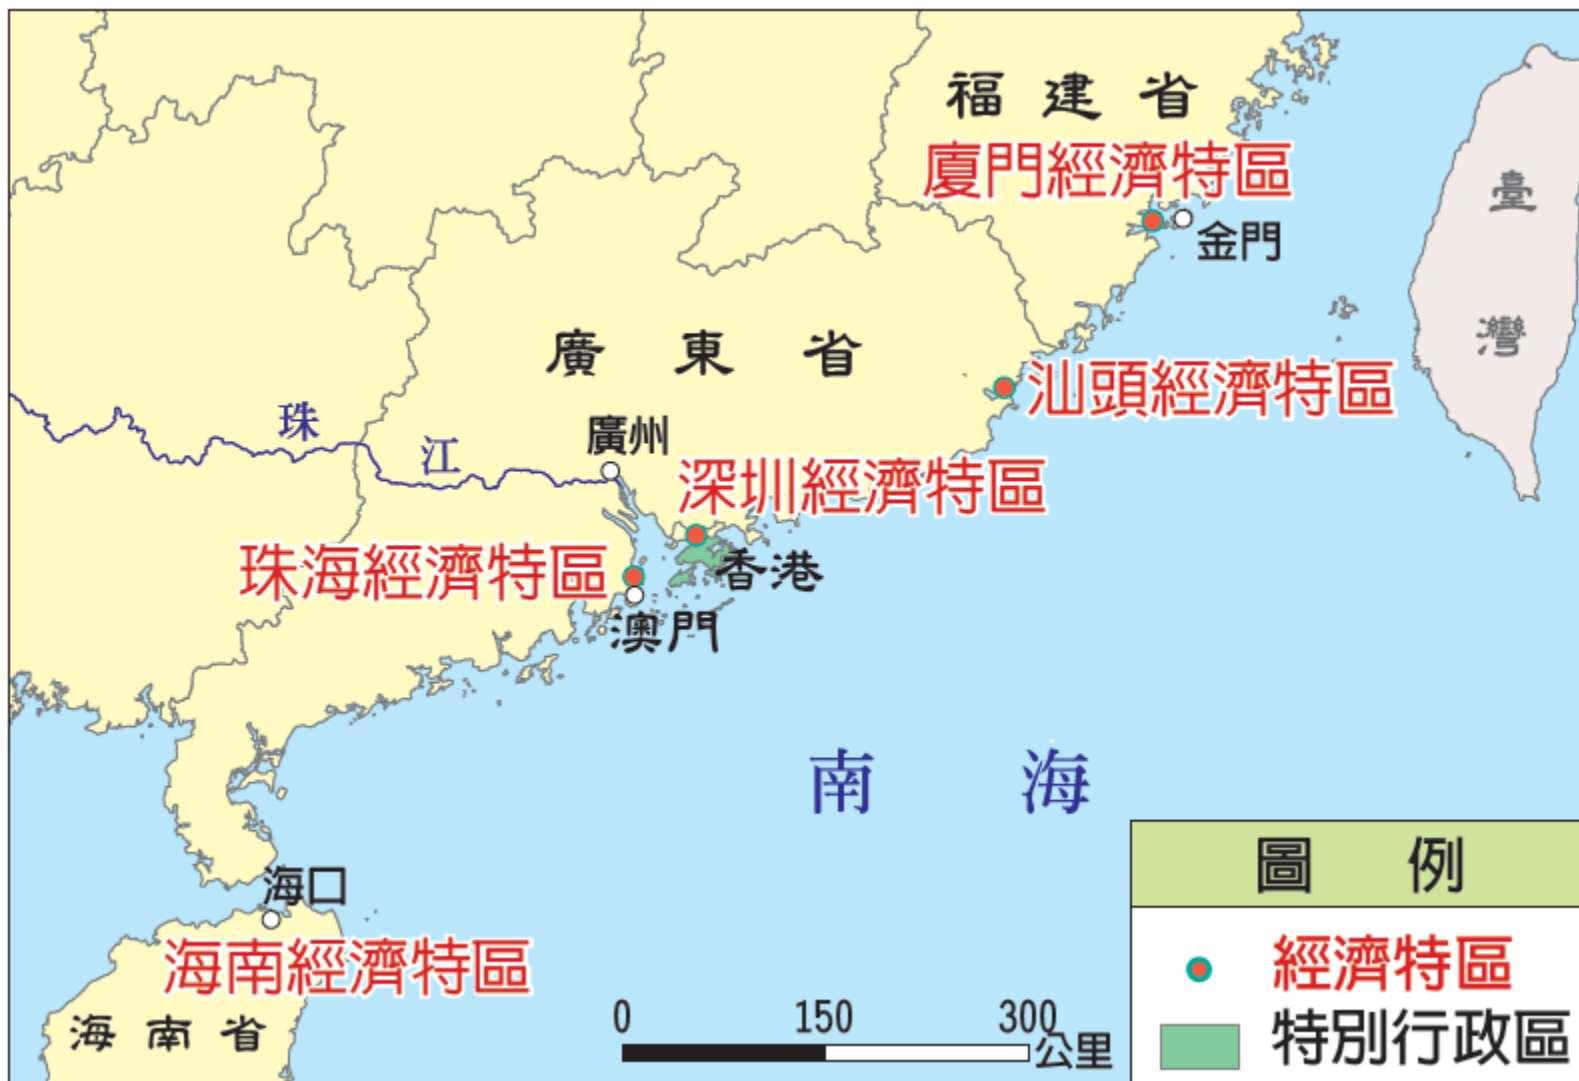 福建省
廈門經濟特區
金門
臺灣
廣東省
汕頭經濟特區
珠江
廣州
深圳經濟特區
珠海經濟特區
香港
澳門
南海
海口
海南經濟特區
海南省
0 150 300公里
圖例
經濟特區
特別行政區